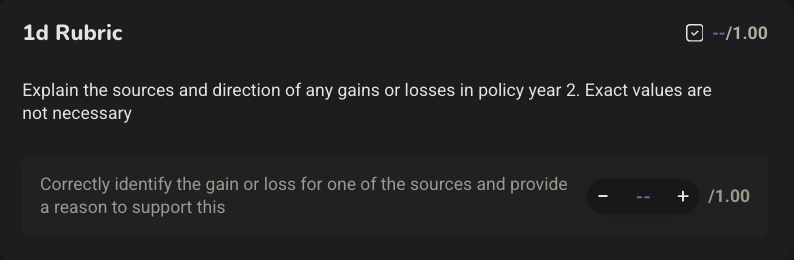 1d Rubric
--/1.00
Explain the sources and direction of any gains or losses in policy year 2. Exact values are
not necessary
Correctly identify the gain or loss for one of the sources and provide
a reason to support this
− -- + /1.00